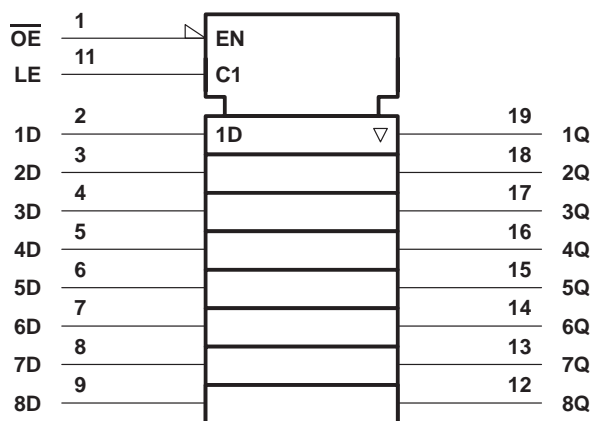 1
O̅E̅ EN
11
LE C1
2 19
1D 1D 1Q
3 18
2D 2Q
4 17
3D 3Q
5 16
4D 4Q
6 15
5D 5Q
7 14
6D 6Q
8 13
7D 7Q
9 12
8D 8Q